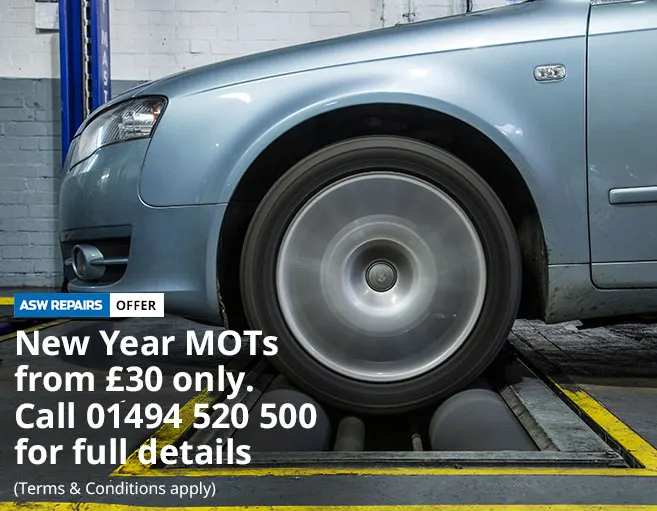 MAST
ASW REPAIRS OFFER
New Year MOTs
from £30 only.
Call 01494 520 500
for full details
(Terms & Conditions apply)